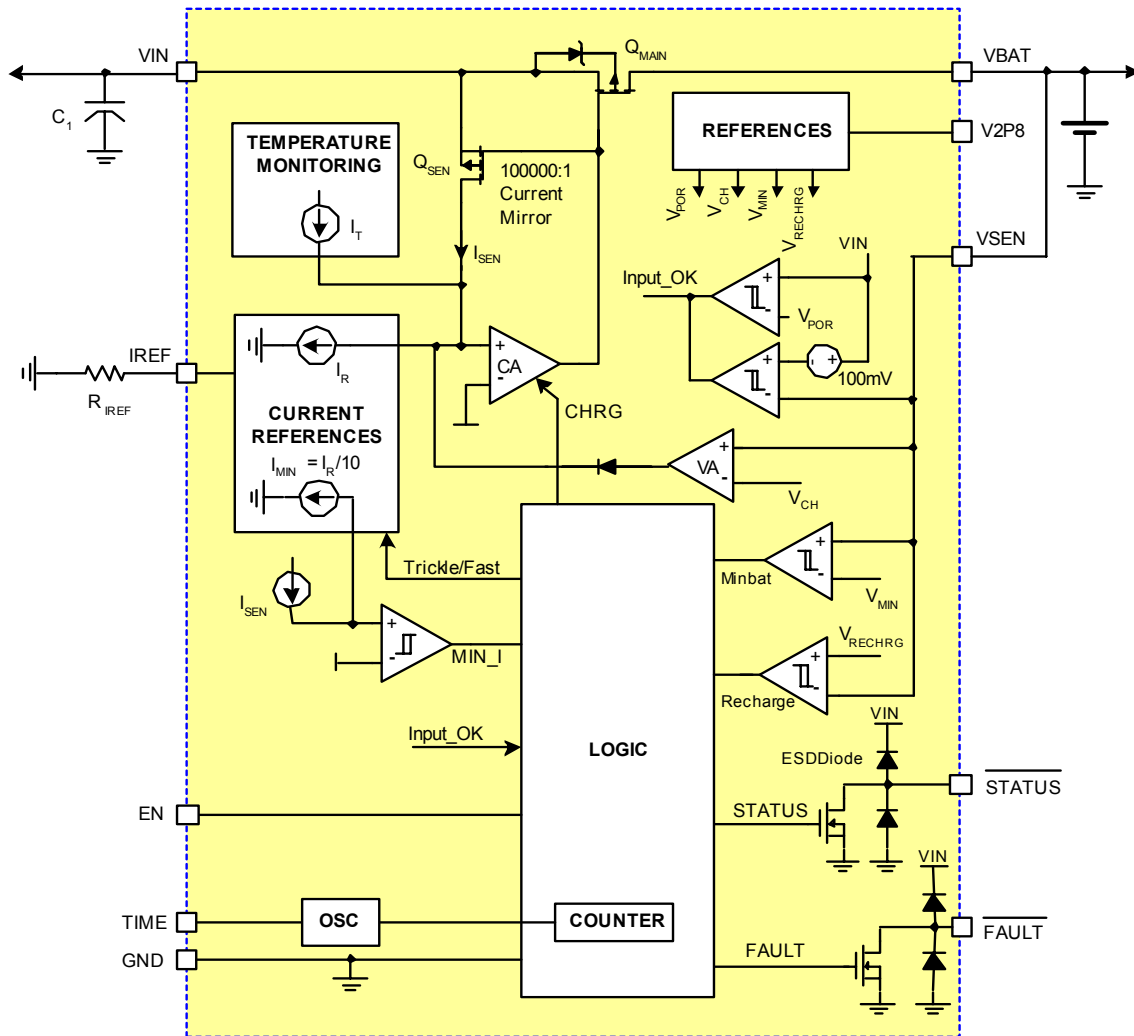 VIN
C1
QMAIN
VBAT
V2P8
VSEN
TEMPERATURE
MONITORING
IT
QSEN
100000:1
Current
Mirror
ISEN
REFERENCES
VPOR
VCH
VMIN
VRECHRG
VIN
Input_OK
+
-
VPOR
+
-
- +
100mV
IREF
RIREF
IR
CURRENT
REFERENCES
IMIN = IR/10
+
CA
-
CHRG
+
VA
-
VCH
Trickle/Fast
ISEN
+
-
MIN_I
Minbat
+
-
VMIN
Recharge
+
-
VRECHRG
Input_OK
LOGIC
VIN
ESDDiode
STATUS
STATUS
EN
VIN
TIME
OSC
COUNTER
FAULT
GND
FAULT